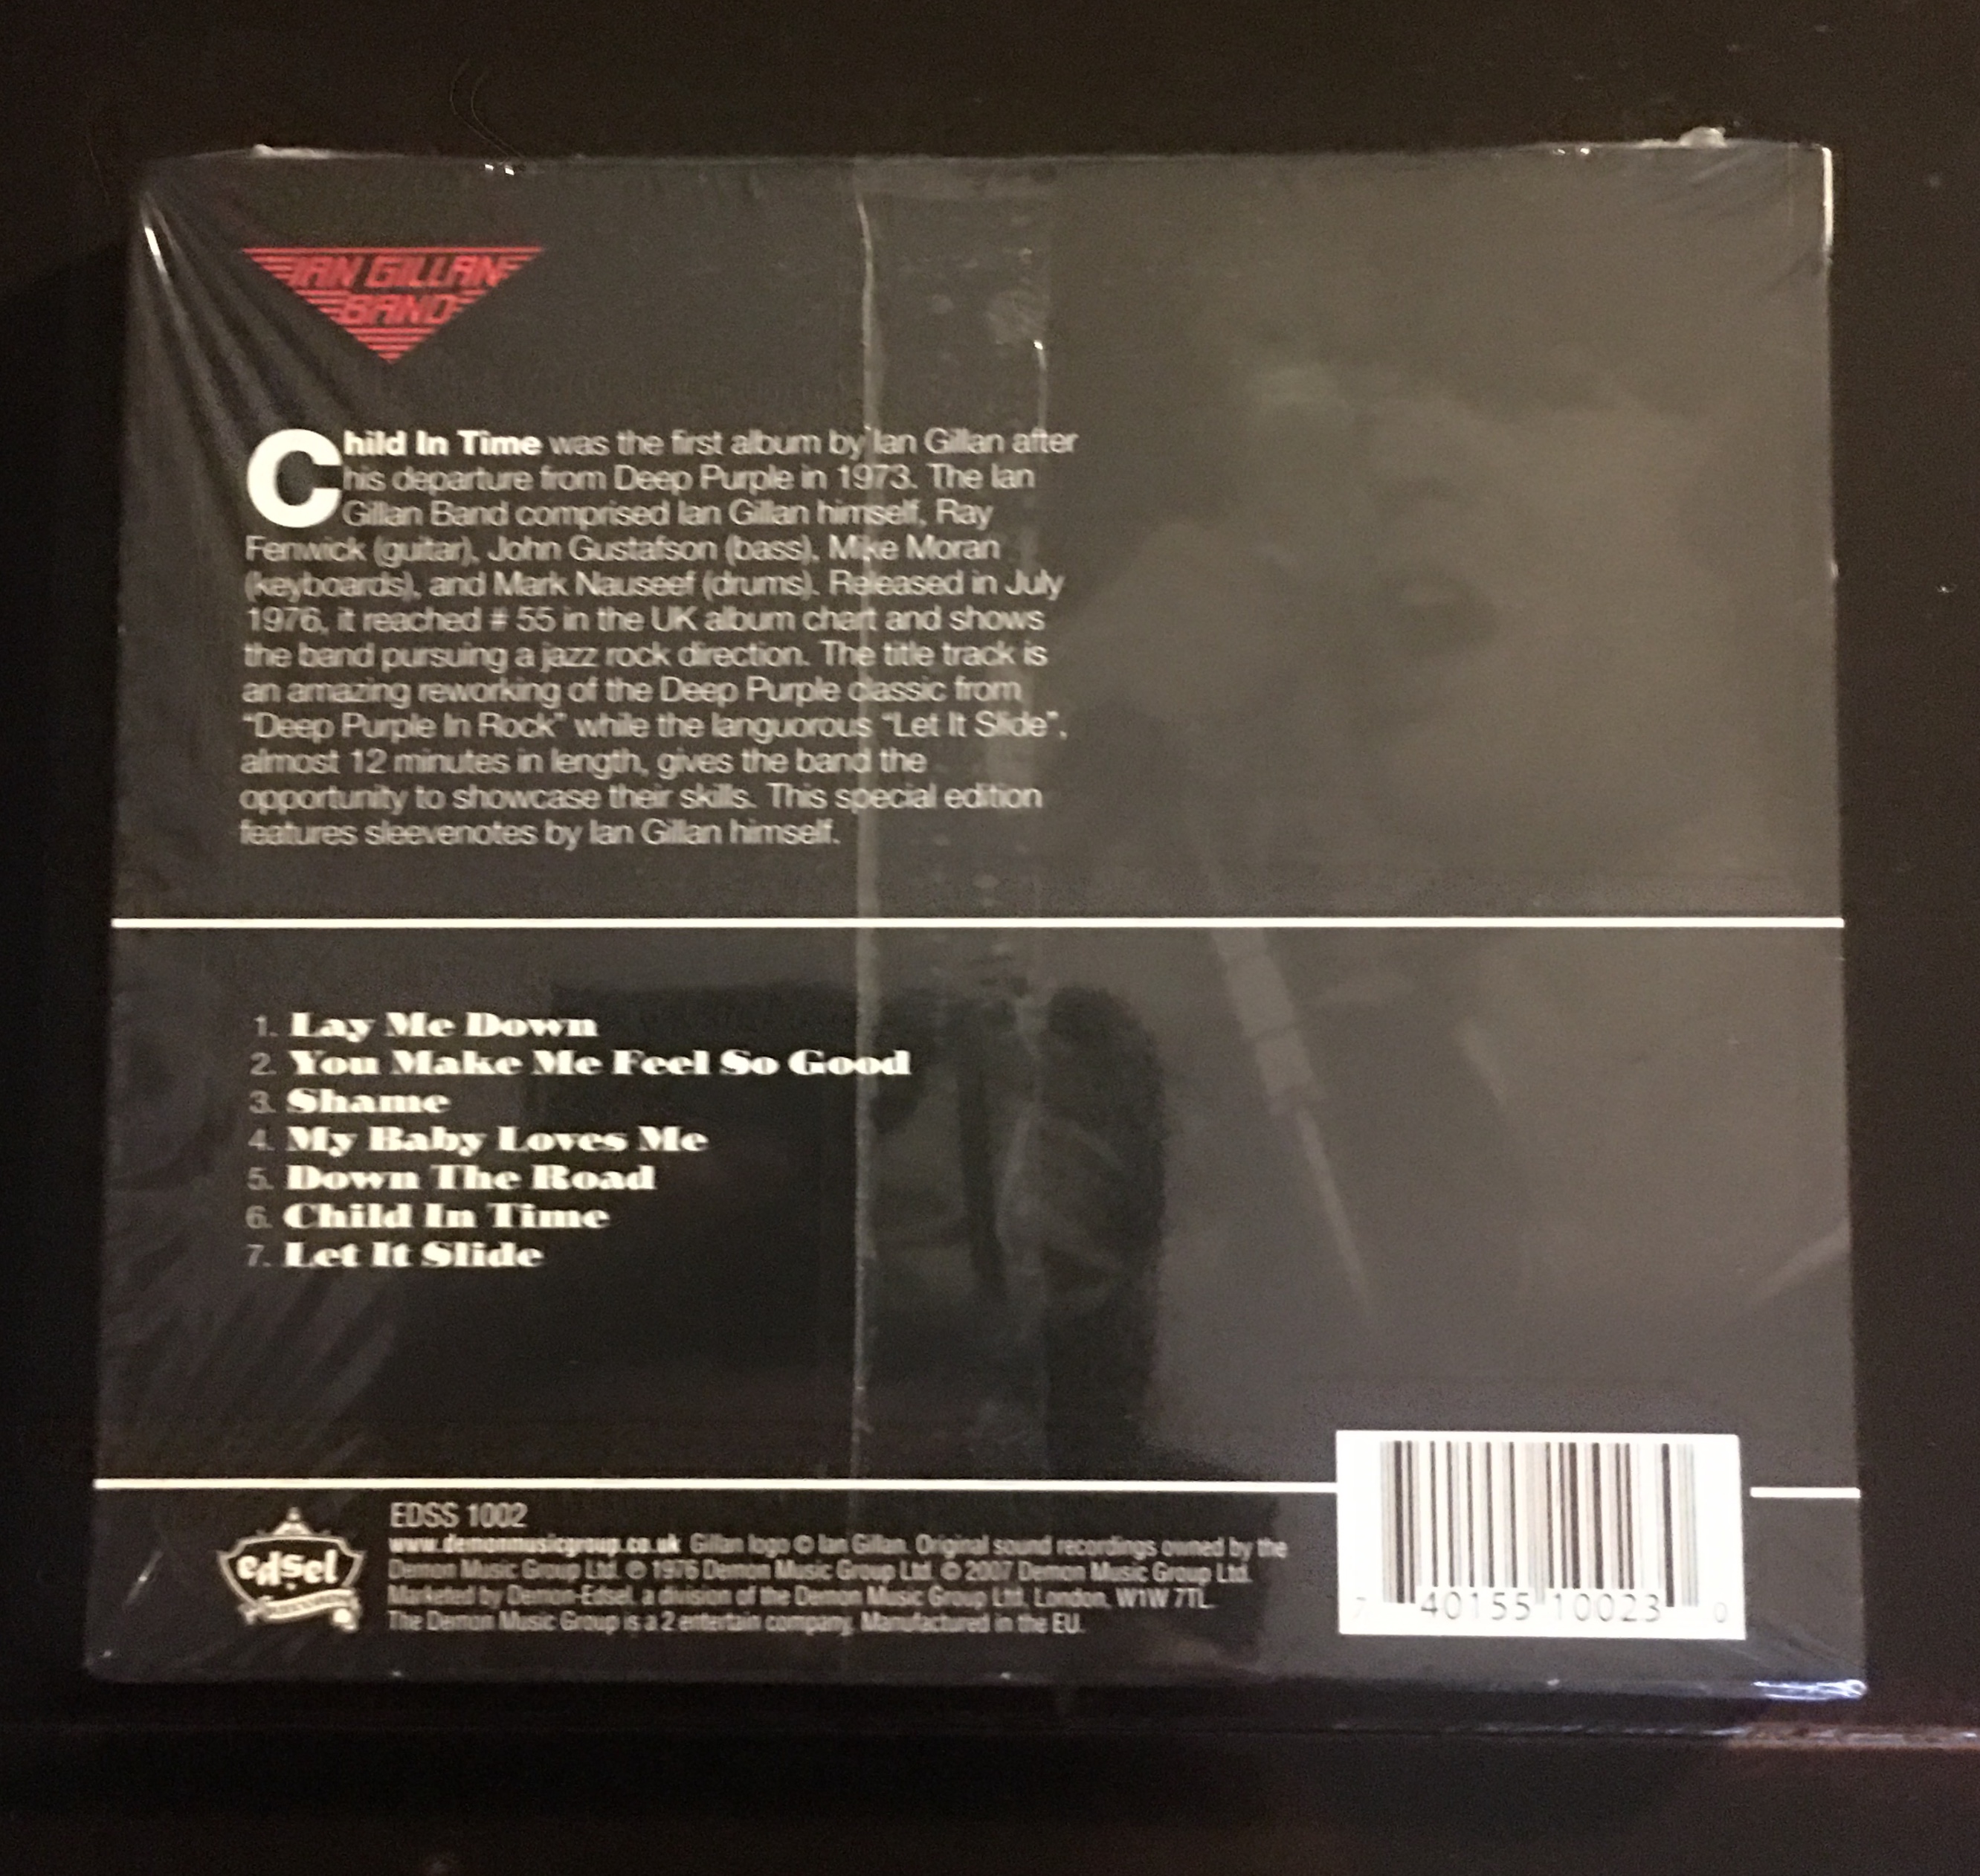 IAN GILLAN
BAND
Child In Time was the first album by Ian Gillan after
his departure from Deep Purple in 1973. The Ian
Gillan Band comprised Ian Gillan himself, Ray
Fenwick (guitar), John Gustafson (bass), Mike Moran
(keyboards), and Mark Nauseef (drums). Released in July
1976, it reached # 55 in the UK album chart and shows
the band pursuing a jazz rock direction. The title track is
an amazing reworking of the Deep Purple classic from
“Deep Purple In Rock” while the languorous “Let It Slide”,
almost 12 minutes in length, gives the band the
opportunity to showcase their skills. This special edition
features sleevenotes by Ian Gillan himself.
1. Lay Me Down
2. You Make Me Feel So Good
3. Shame
4. My Baby Loves Me
5. Down The Road
6. Child In Time
7. Let It Slide
edsel
EDSS 1002
www.demonmusicgroup.co.uk Gillan logo © Ian Gillan. Original sound recordings owned by the
Demon Music Group Ltd. ℗ 1976 Demon Music Group Ltd. © 2007 Demon Music Group Ltd.
Marketed by Demon-Edsel, a division of the Demon Music Group Ltd, London, W1W 7TL.
The Demon Music Group is a 2 entertain company. Manufactured in the EU.
7 40155 10023 0